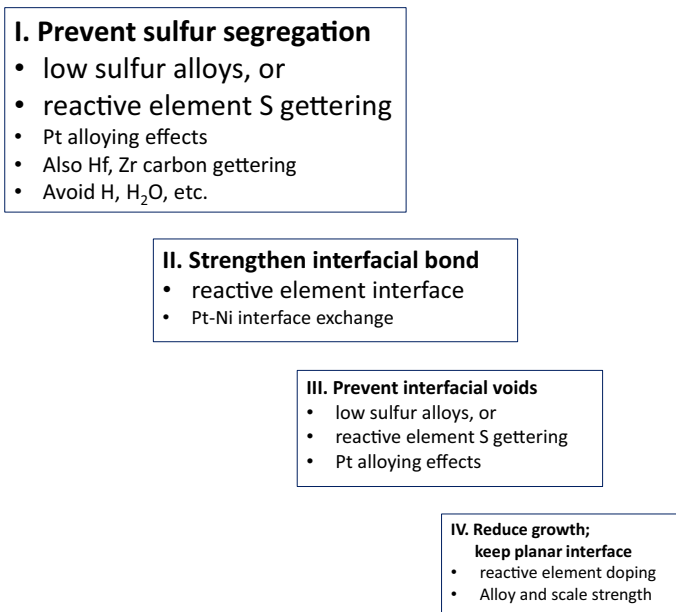 I. Prevent sulfur segregation
• low sulfur alloys, or
• reactive element S gettering
• Pt alloying effects
• Also Hf, Zr carbon gettering
• Avoid H, H₂O, etc.
II. Strengthen interfacial bond
• reactive element interface
• Pt-Ni interface exchange
III. Prevent interfacial voids
• low sulfur alloys, or
• reactive element S gettering
• Pt alloying effects
IV. Reduce growth;
keep planar interface
• reactive element doping
• Alloy and scale strength